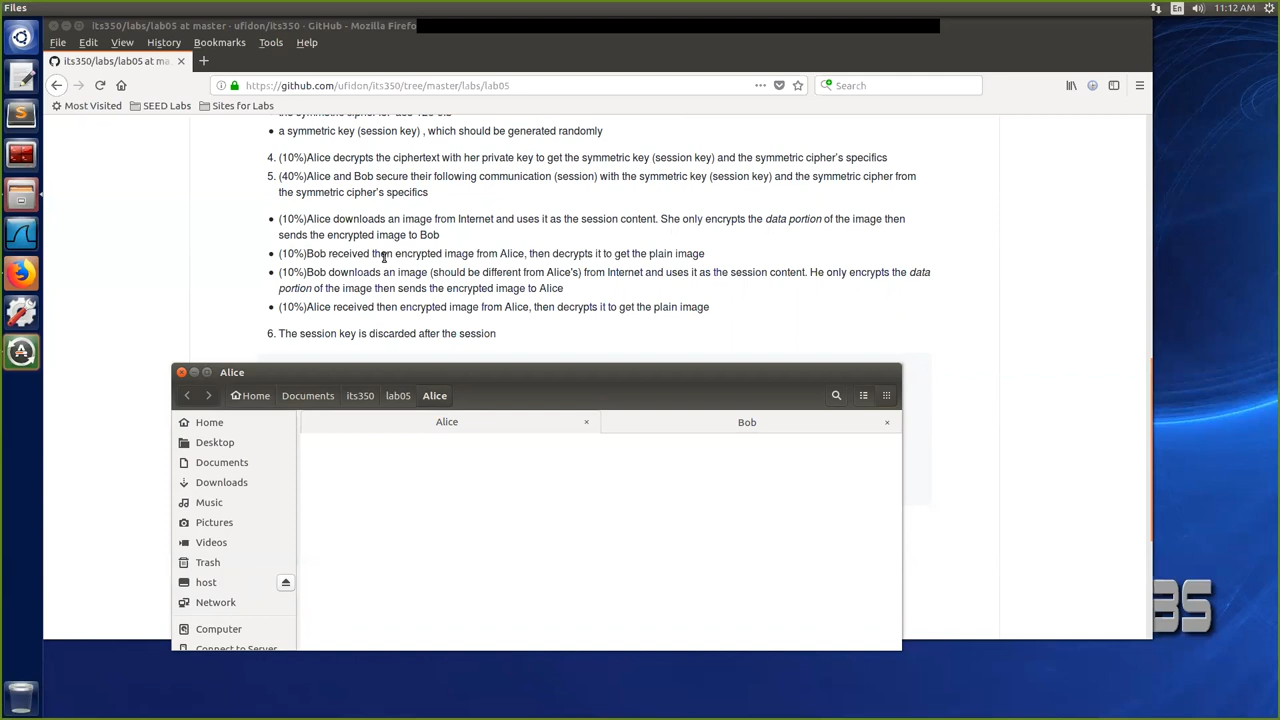 Files
En
11:12 AM
its350/labs/lab05 at master · ufidon/its350 · GitHub - Mozilla Firefo
File Edit View History Bookmarks Tools Help
its350/labs/lab05 at ma
https://github.com/ufidon/its350/tree/master/labs/lab05
Search
Most Visited SEED Labs Sites for Labs
a symmetric key (session key) , which should be generated randomly
4. (10%)Alice decrypts the ciphertext with her private key to get the symmetric key (session key) and the symmetric cipher's specifics
5. (40%)Alice and Bob secure their following communication (session) with the symmetric key (session key) and the symmetric cipher from
the symmetric cipher's specifics
(10%)Alice downloads an image from Internet and uses it as the session content. She only encrypts the data portion of the image then
sends the encrypted image to Bob
(10%)Bob received then encrypted image from Alice, then decrypts it to get the plain image
(10%)Bob downloads an image (should be different from Alice's) from Internet and uses it as the session content. He only encrypts the data
portion of the image then sends the encrypted image to Alice
(10%)Alice received then encrypted image from Alice, then decrypts it to get the plain image
6. The session key is discarded after the session
Alice
Home Documents its350 lab05 Alice
Alice
Bob
Home
Desktop
Documents
Downloads
Music
Pictures
Videos
Trash
host
Network
Computer
Connect to Server